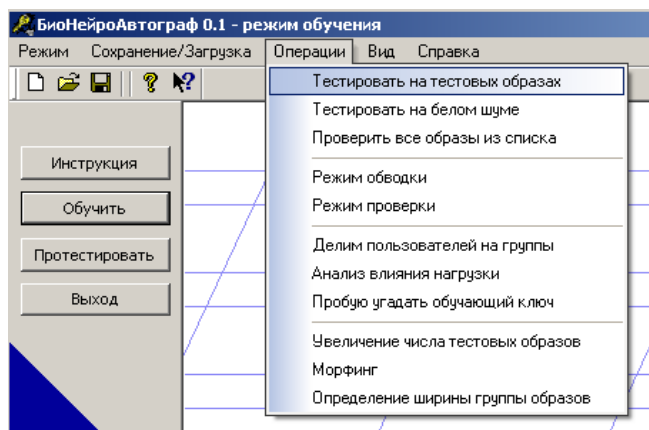 БиоНейроАвтограф 0.1 - режим обучения
Режим Сохранение/Загрузка Операции Вид Справка
Тестировать на тестовых образах
Тестировать на белом шуме
Проверить все образы из списка
Режим обводки
Режим проверки
Делим пользователей на группы
Анализ влияния нагрузки
Пробую угадать обучающий ключ
Увеличение числа тестовых образов
Морфинг
Определение ширины группы образов
Инструкция
Обучить
Протестировать
Выход